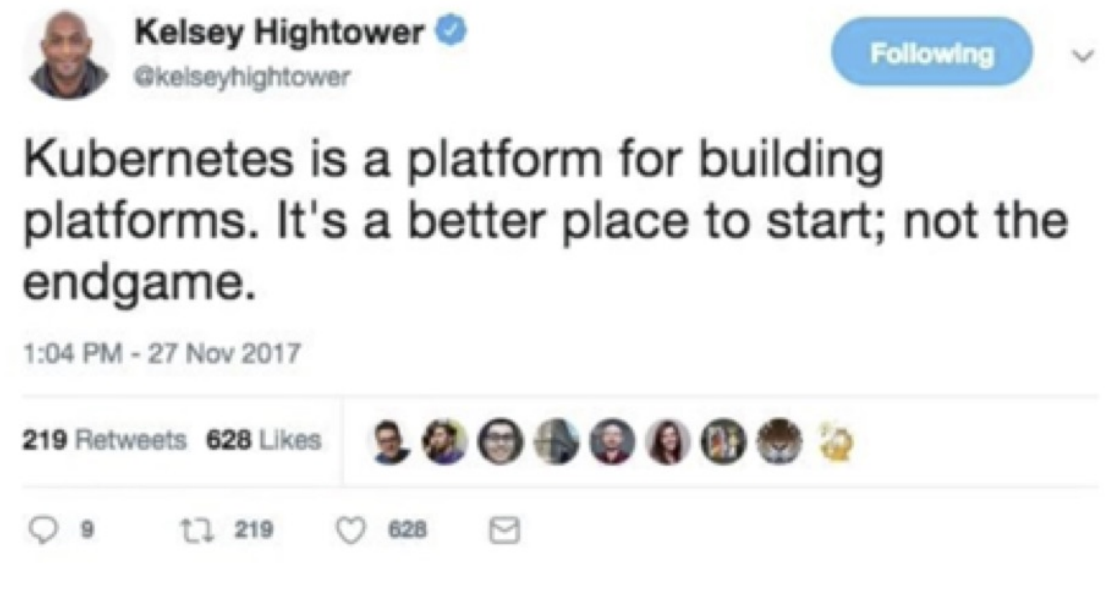 Kelsey Hightower
Following
@kelseyhightower
Kubernetes is a platform for building
platforms. It's a better place to start; not the
endgame.
1:04 PM - 27 Nov 2017
219 Retweets 628 Likes
9 219 628